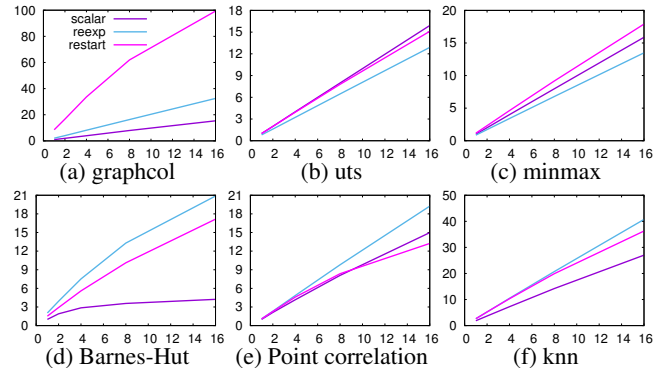 100
80
60
40
20
0
scalar
reexp
restart
0 2 4 6 8 10 12 14 16
(a) graphcol
18
15
12
9
6
3
0
0 2 4 6 8 10 12 14 16
(b) uts
20
15
10
5
0
0 2 4 6 8 10 12 14 16
(c) minmax
21
18
15
12
9
6
3
0
0 2 4 6 8 10 12 14 16
(d) Barnes-Hut
21
18
15
12
9
6
3
0
0 2 4 6 8 10 12 14 16
(e) Point correlation
50
40
30
20
10
0
0 2 4 6 8 10 12 14 16
(f) knn